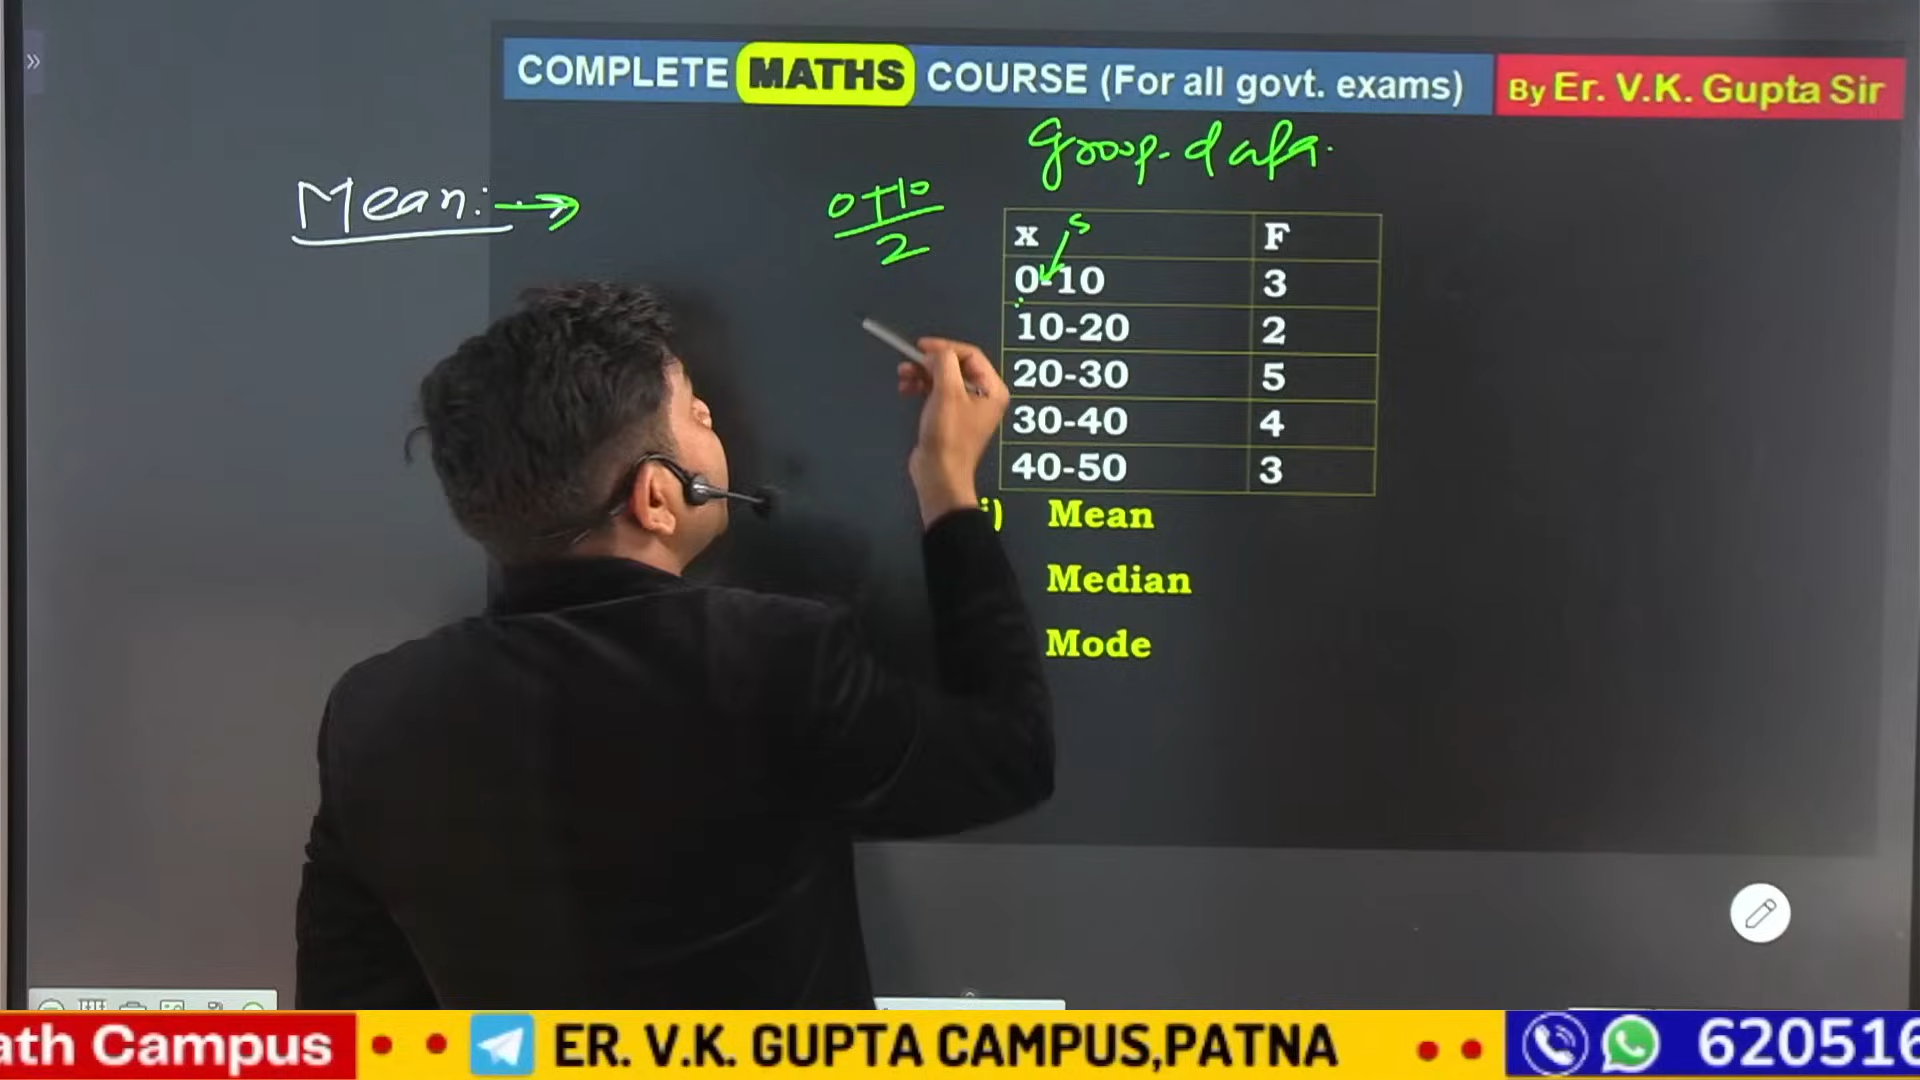 »
COMPLETE MATHS COURSE (For all govt. exams) By Er. V.K. Gupta Sir
Group-data.
Mean:→
0+10
2
5
x F
0-10 3
10-20 2
20-30 5
30-40 4
40-50 3
i) Mean
Median
Mode
ath Campus •• ER. V.K. GUPTA CAMPUS,PATNA •• 620516